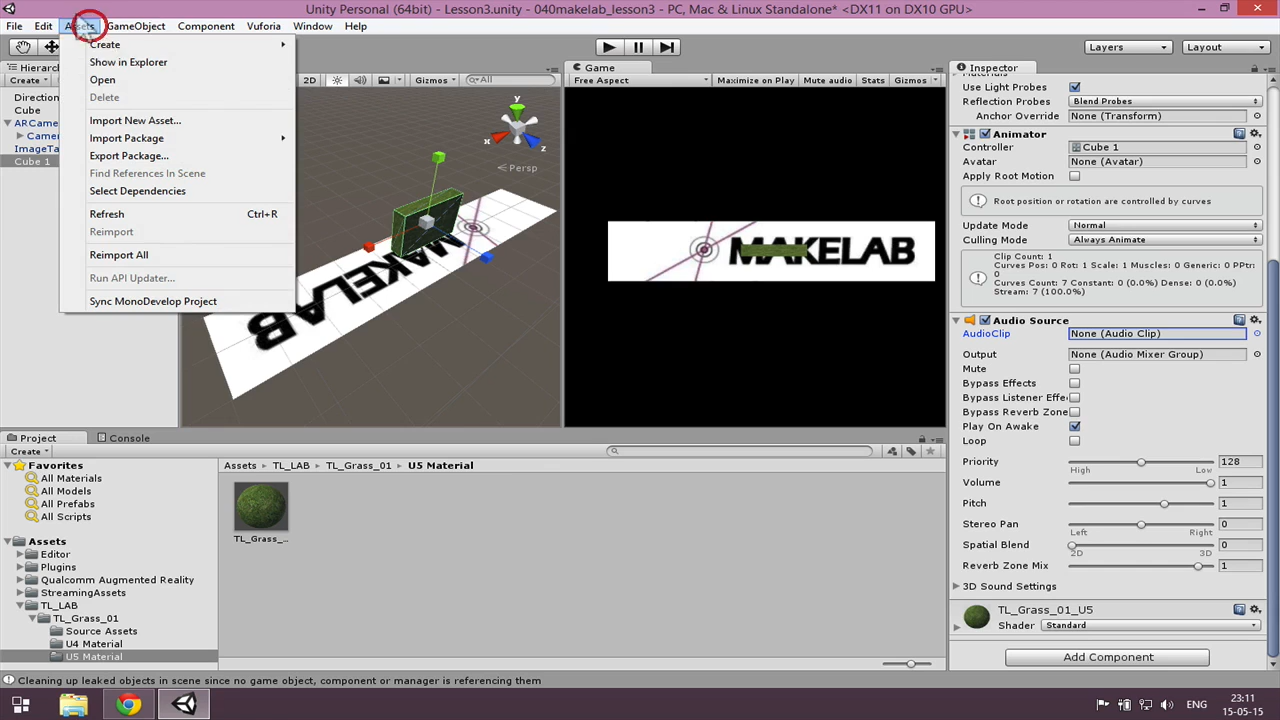 Unity Personal (64bit) - Lesson3.unity - 040makelab_lesson3 - PC, Mac & Linux Standalone* <DX11 on DX10 GPU>
File Edit Assets GameObject Component Vuforia Window Help
Layers Layout
Create
Show in Explorer
Open
Delete
Import New Asset...
Import Package
Export Package...
Find References In Scene
Select Dependencies
Refresh Ctrl+R
Reimport
Reimport All
Run API Updater...
Sync MonoDevelop Project
Create
Cube
Cube 1
2D Gizmos All
y
x
z
Persp
MAKELAB
Game
Free Aspect Maximize on Play Mute audio Stats Gizmos
MAKELAB
Inspector
Use Light Probes
Reflection Probes Blend Probes
Anchor Override None (Transform)
Animator
Controller Cube 1
Avatar None (Avatar)
Apply Root Motion
Root position or rotation are controlled by curves
Update Mode Normal
Culling Mode Always Animate
Clip Count: 1
Curves Pos: 0 Rot: 1 Scale: 1 Muscles: 0 Generic: 0 PPtr:
0
Curves Count: 7 Constant: 0 (0.0%) Dense: 0 (0.0%)
Stream: 7 (100.0%)
Audio Source
AudioClip None (Audio Clip)
Output None (Audio Mixer Group)
Mute
Bypass Effects
Bypass Listener Effe
Bypass Reverb Zone
Play On Awake
Loop
Priority 128
High Low
Volume 1
Pitch 1
Stereo Pan 0
Left Right
Spatial Blend 0
2D 3D
Reverb Zone Mix 1
3D Sound Settings
TL_Grass_01_U5
Shader Standard
Add Component
Project Console
Create
Favorites
All Materials
All Models
All Prefabs
All Scripts
Assets
Editor
Plugins
Qualcomm Augmented Reality
StreamingAssets
TL_LAB
TL_Grass_01
Source Assets
U4 Material
U5 Material
Assets TL_LAB TL_Grass_01 U5 Material
TL_Grass_...
Cleaning up leaked objects in scene since no game object, component or manager is referencing them
ENG
23:11
15-05-15